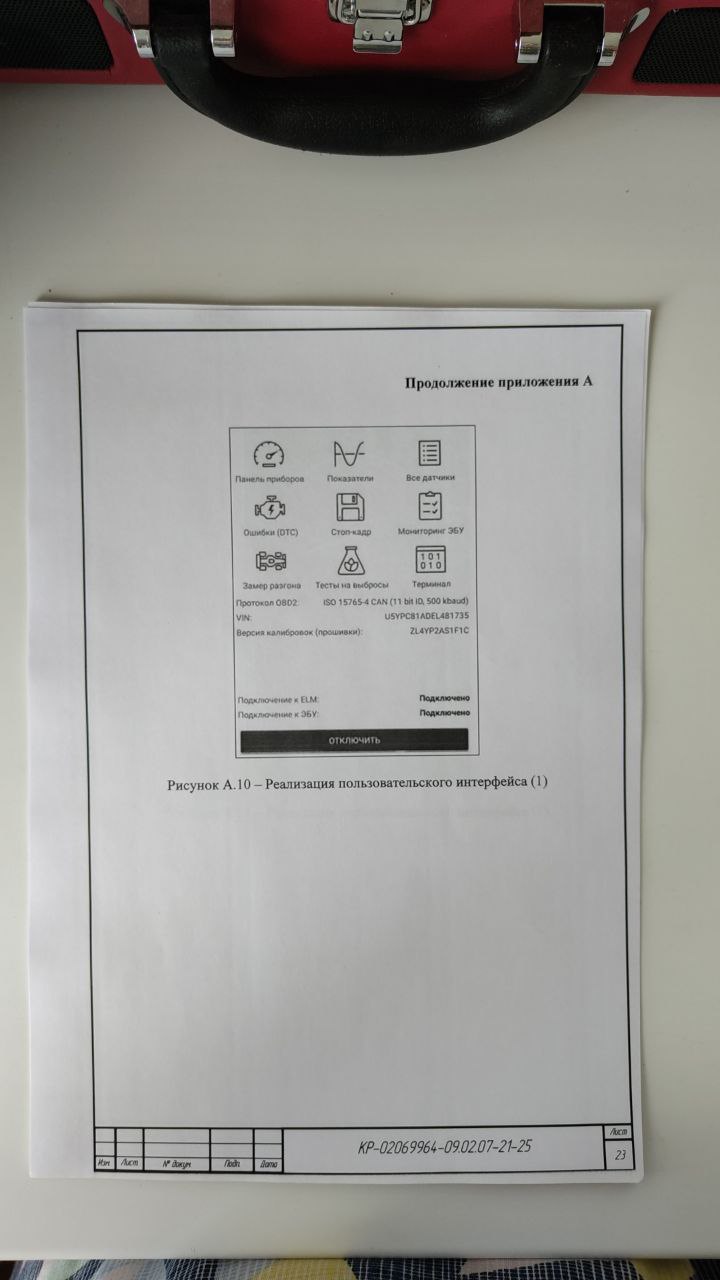 Продолжение приложения А
Панель приборов Показатели Все датчики
Ошибки (DTC) Стоп-кадр Мониторинг ЭБУ
101
010
Замер разгона Тесты на выбросы Терминал
Протокол OBD2: ISO 15765-4 CAN (11 bit ID, 500 kbaud)
VIN: U5YPC81ADEL481735
Версия калибровок (прошивки): ZL4YP2AS1F1C
Подключение к ELM: Подключено
Подключение к ЭБУ: Подключено
ОТКЛЮЧИТЬ
Рисунок А.10 – Реализация пользовательского интерфейса (1)
КР-02069964-09.02.07-21-25
Лист
23
Изм Лист № докум. Подп. Дата